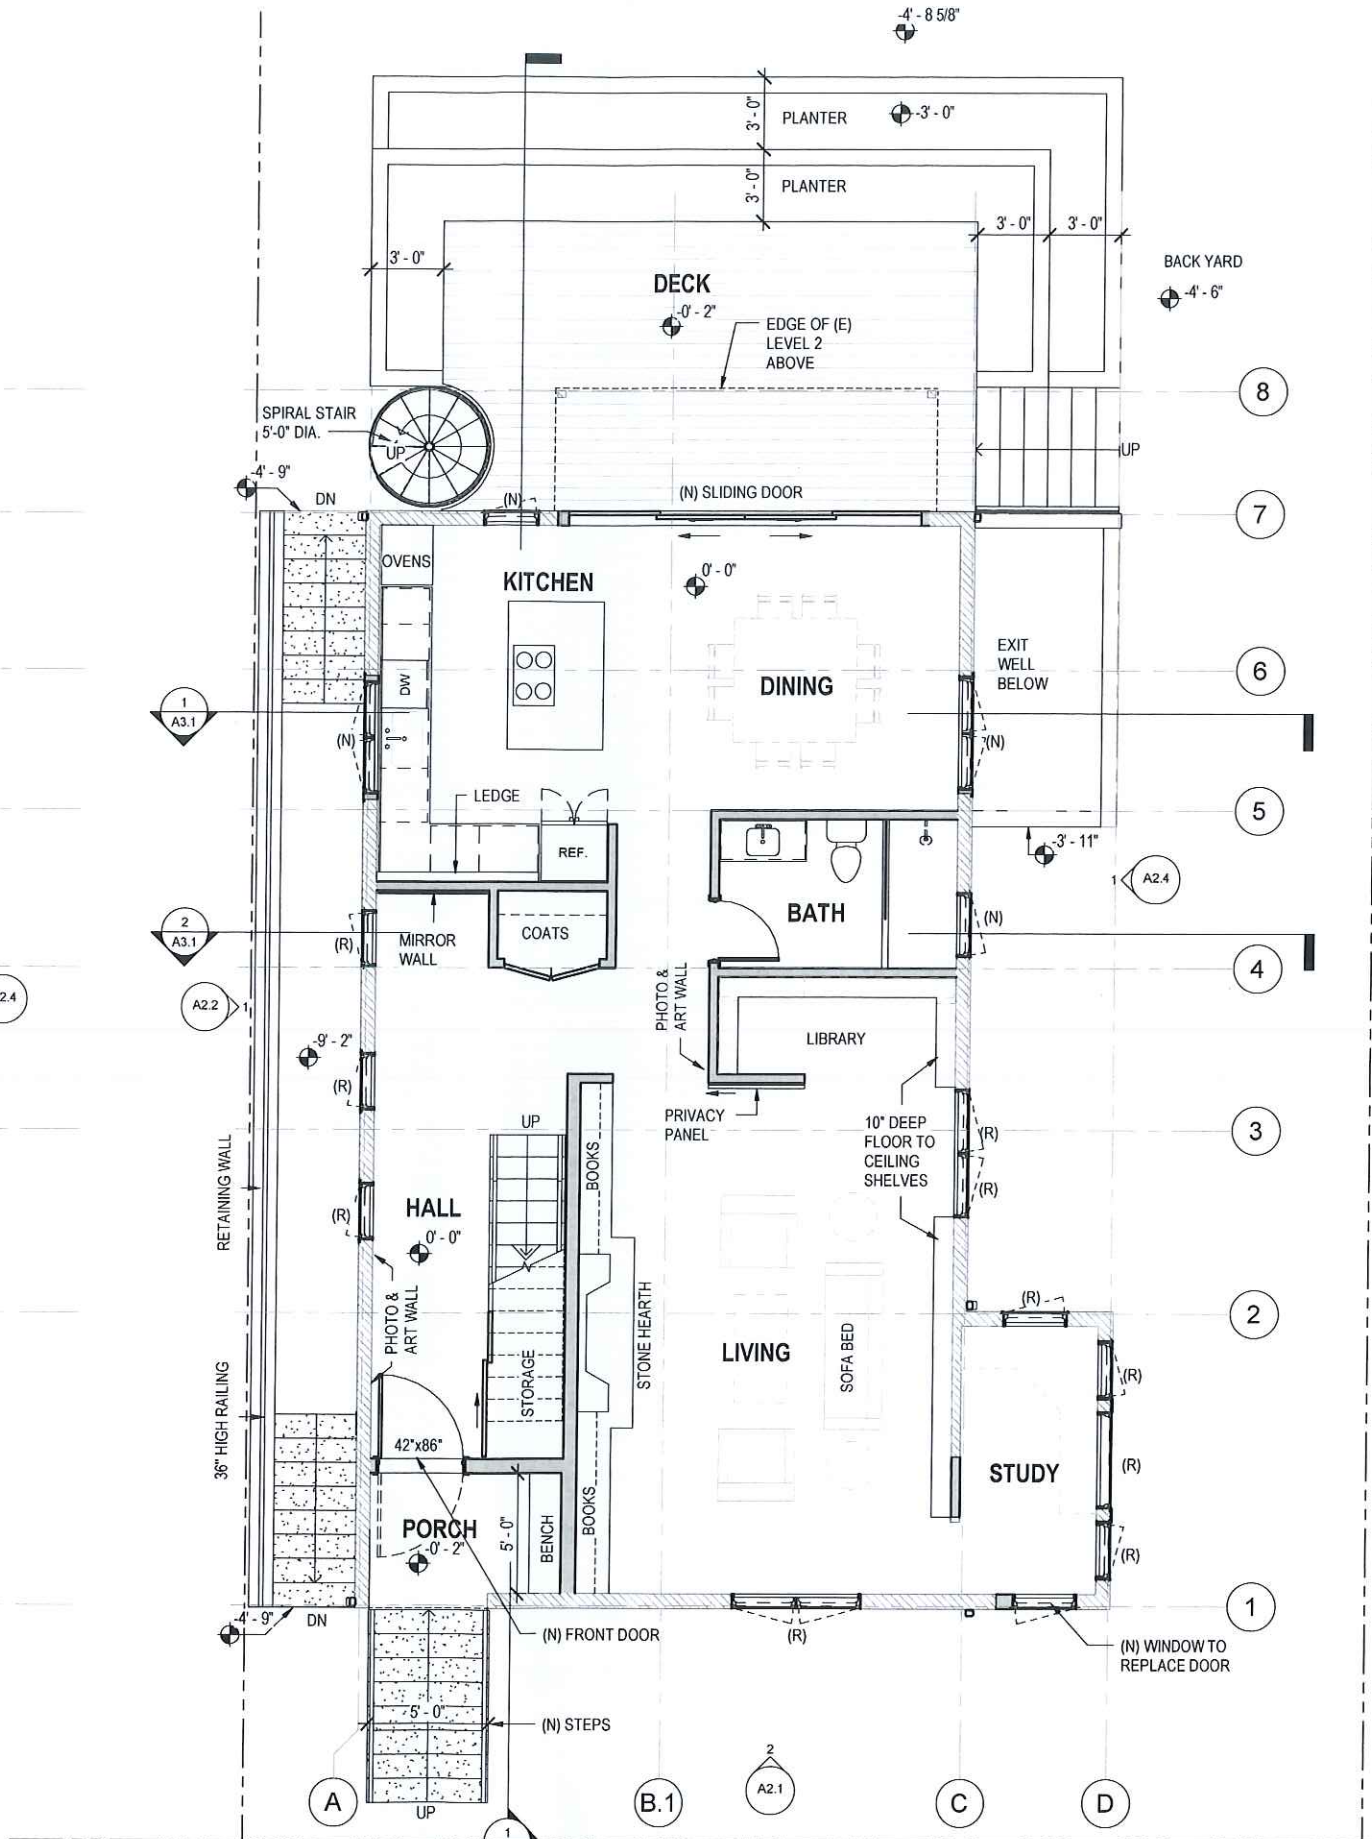 -4' - 8 5/8"
3' - 0"
PLANTER
-3' - 0"
3' - 0"
PLANTER
3' - 0"
3' - 0"
3' - 0"
BACK YARD
-4' - 6"
DECK
-0' - 2"
EDGE OF (E)
LEVEL 2
ABOVE
8
SPIRAL STAIR
5'-0" DIA.
UP
UP
-4' - 9"
DN
(N)
(N) SLIDING DOOR
7
OVENS
KITCHEN
0' - 0"
EXIT
WELL
BELOW
6
DW
DINING
1
A3.1
(N)
(N)
LEDGE
5
REF.
-3' - 11"
1
A2.4
BATH
(N)
2
A3.1
(R)
MIRROR
WALL
COATS
4
PHOTO &
ART WALL
2.4
A2.2
1
LIBRARY
-9' - 2"
(R)
PRIVACY
PANEL
10" DEEP
FLOOR TO
CEILING
SHELVES
(R)
3
UP
BOOKS
RETAINING WALL
(R)
(R)
HALL
0' - 0"
PHOTO &
ART WALL
STONE HEARTH
(R)
2
LIVING
SOFA BED
STORAGE
(R)
36" HIGH RAILING
42"x86"
STUDY
(R)
PORCH
-0' - 2"
5' - 0"
BENCH
BOOKS
(R)
-4' - 9"
DN
(N) FRONT DOOR
(R)
1
(N) WINDOW TO
REPLACE DOOR
5' - 0"
(N) STEPS
2
A2.1
A
UP
B.1
C
D
1